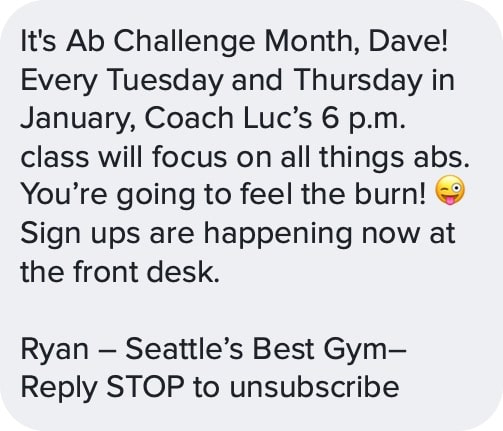 It's Ab Challenge Month, Dave!
Every Tuesday and Thursday in
January, Coach Luc’s 6 p.m.
class will focus on all things abs.
You’re going to feel the burn! 😜
Sign ups are happening now at
the front desk.

Ryan – Seattle’s Best Gym–
Reply STOP to unsubscribe